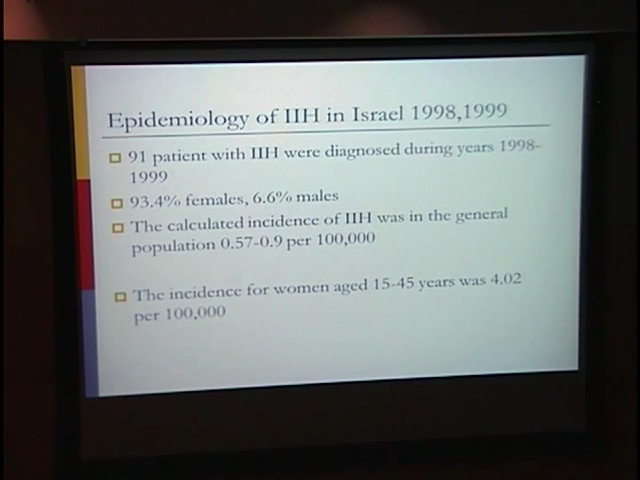 Epidemiology of IIH in Israel 1998,1999
91 patient with IIH were diagnosed during years 1998-
1999
93.4% females, 6.6% males
The calculated incidence of IIH was in the general
population 0.57-0.9 per 100,000
The incidence for women aged 15-45 years was 4.02
per 100,000